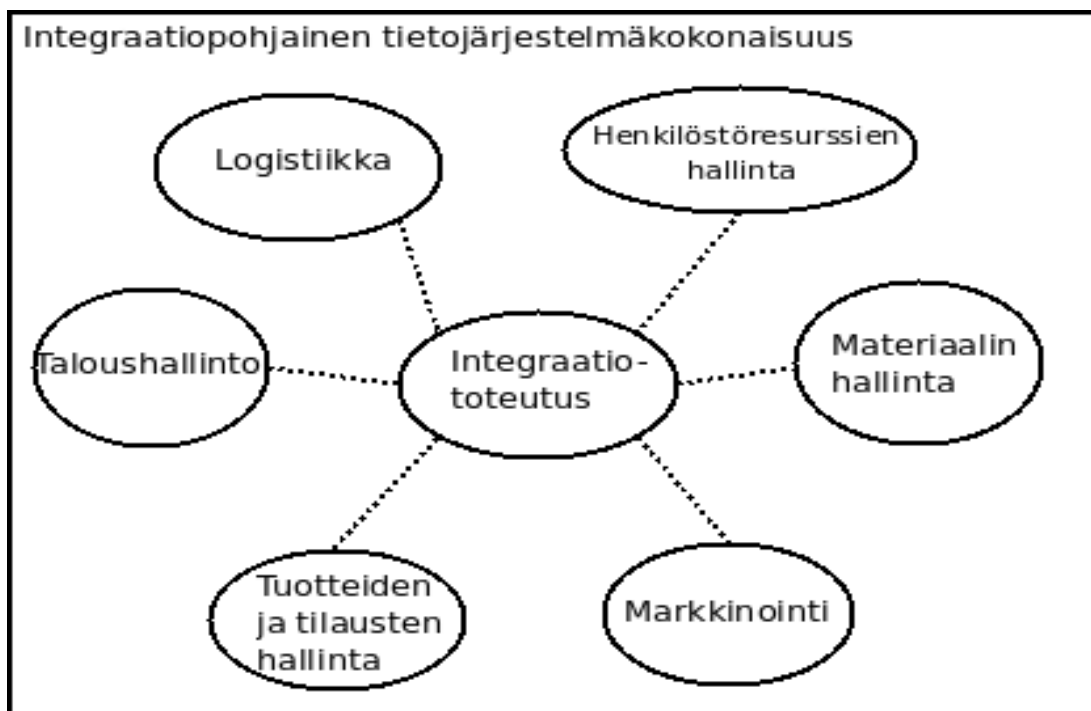 Integraatiopohjainen tietojärjestelmäkokonaisuus
Logistiikka
Henkilöstöresurssien
hallinta
Taloushallinto
Integraatio-
toteutus
Materiaalin
hallinta
Tuotteiden
ja tilausten
hallinta
Markkinointi